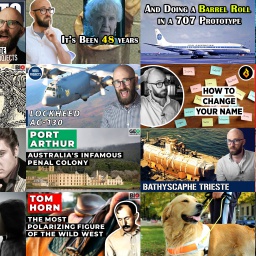 IT'S BEEN 48 YEARS
AND DOING A BARREL ROLL
IN A 707 PROTOTYPE
LOCKHEED
AC-130
HOW TO
CHANGE
YOUR NAME
PORT
ARTHUR
AUSTRALIA'S INFAMOUS
PENAL COLONY
BATHYSCAPHE TRIESTE
TOM
HORN
THE MOST
POLARIZING FIGURE
OF THE WILD WEST